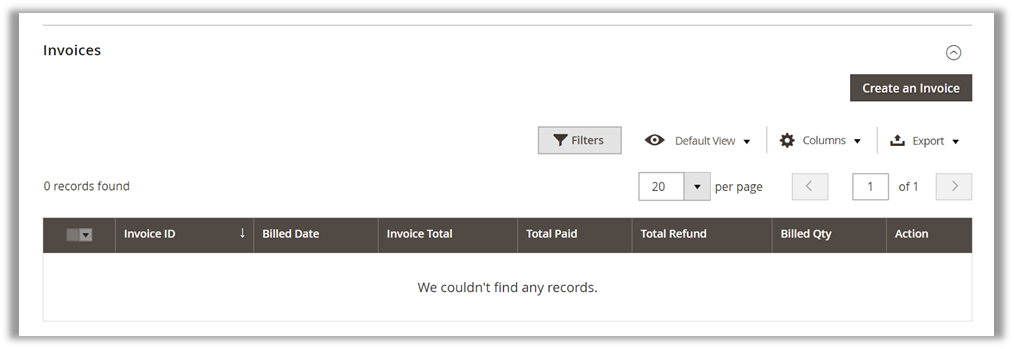 Invoices
Create an Invoice
Filters Default View Columns Export
0 records found 20 per page 1 of 1
Invoice ID ↓ Billed Date Invoice Total Total Paid Total Refund Billed Qty Action
We couldn't find any records.